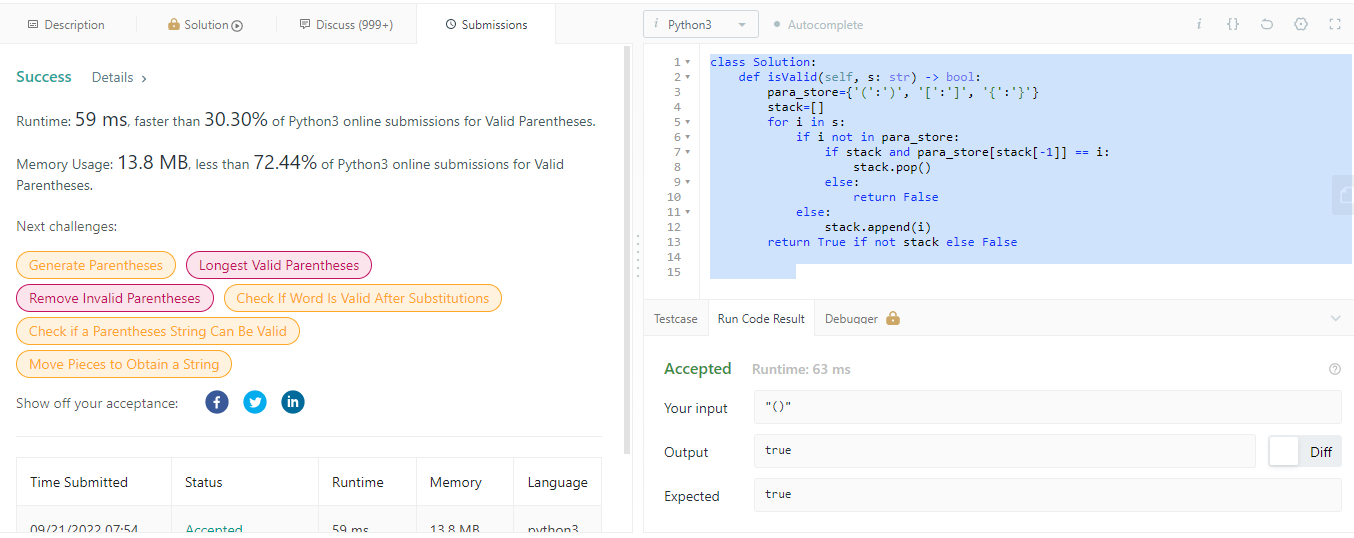 Description
Solution
Discuss (999+)
Submissions
Success Details >
Runtime: 59 ms, faster than 30.30% of Python3 online submissions for Valid Parentheses.
Memory Usage: 13.8 MB, less than 72.44% of Python3 online submissions for Valid
Parentheses.
Next challenges:
Generate Parentheses
Longest Valid Parentheses
Remove Invalid Parentheses
Check If Word Is Valid After Substitutions
Check if a Parentheses String Can Be Valid
Move Pieces to Obtain a String
Show off your acceptance:
Time Submitted Status Runtime Memory Language
09/21/2022 07:54 Accepted 59 ms 13.8 MB python3
i Python3
Autocomplete
i {}
1 class Solution:
2     def isValid(self, s: str) -> bool:
3         para_store={'(':')', '[':']', '{':'}'}
4         stack=[]
5         for i in s:
6             if i not in para_store:
7                 if stack and para_store[stack[-1]] == i:
8                     stack.pop()
9                 else:
10                     return False
11             else:
12                 stack.append(i)
13         return True if not stack else False
14
15
Testcase Run Code Result Debugger
Accepted Runtime: 63 ms
Your input "()"
Output true Diff
Expected true